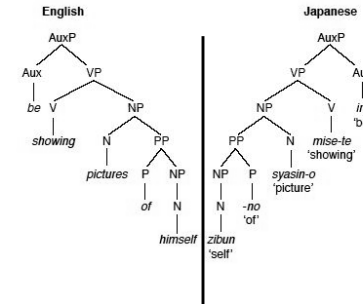 English Japanese
AuxP AuxP
Aux VP VP
be V NP NP V
showing N PP PP N mise-te
'showing'
pictures P NP NP P syasin-o
'picture'
of N N -no
'of'
himself zibun
'self'